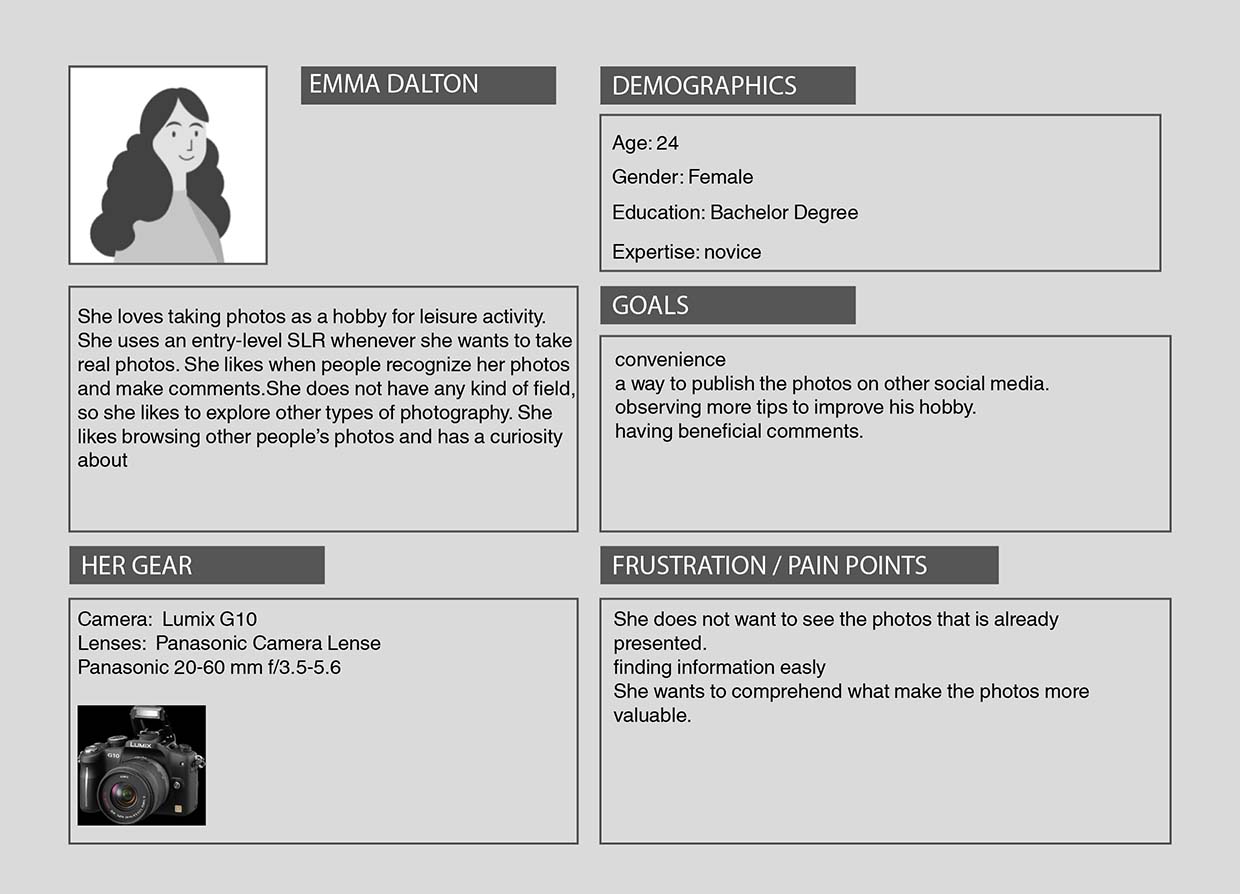 EMMA DALTON
DEMOGRAPHICS
Age: 24
Gender: Female
Education: Bachelor Degree
Expertise: novice
She loves taking photos as a hobby for leisure activity.
She uses an entry-level SLR whenever she wants to take
real photos. She likes when people recognize her photos
and make comments.She does not have any kind of field,
so she likes to explore other types of photography. She
likes browsing other people’s photos and has a curiosity
about
GOALS
convenience
a way to publish the photos on other social media.
observing more tips to improve his hobby.
having beneficial comments.
HER GEAR
Camera:  Lumix G10
Lenses:  Panasonic Camera Lense
Panasonic 20-60 mm f/3.5-5.6
LUMIX
G10
FRUSTRATION / PAIN POINTS
She does not want to see the photos that is already
presented.
finding information easly
She wants to comprehend what make the photos more
valuable.